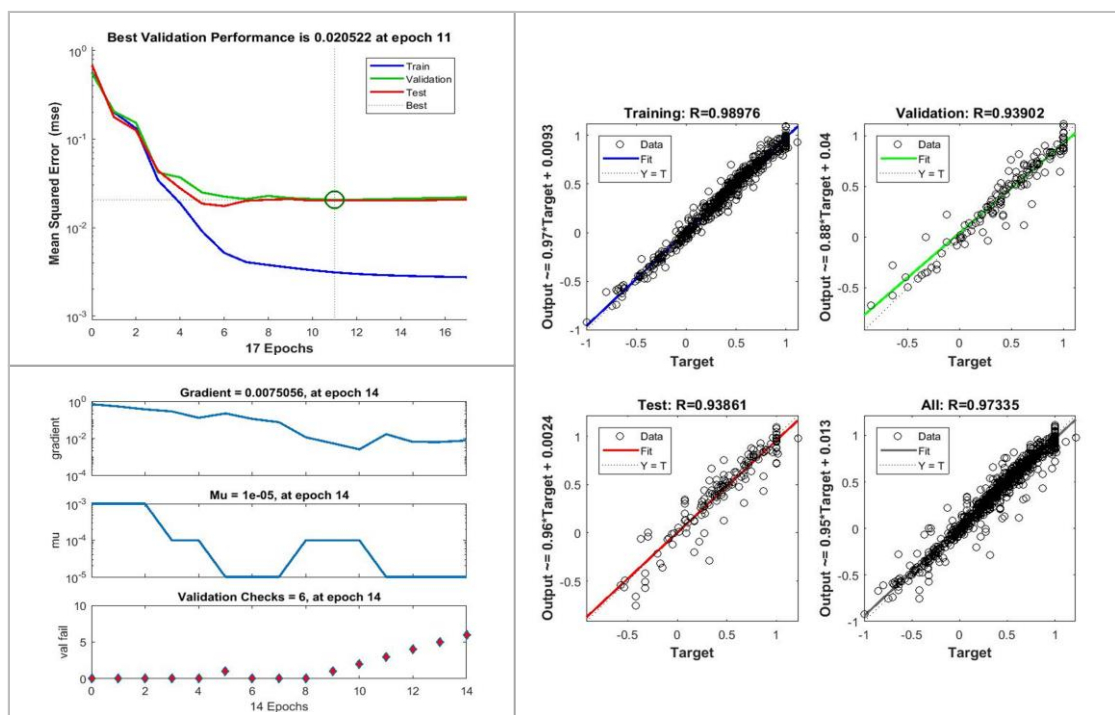 Best Validation Performance is 0.020522 at epoch 11
Mean Squared Error (mse)
10^0
10^-1
10^-2
10^-3
Train
Validation
Test
Best
0 2 4 6 8 10 12 14 16
17 Epochs
Gradient = 0.0075056, at epoch 14
gradient
10^0
10^-2
10^-4
Mu = 1e-05, at epoch 14
mu
10^-3
10^-4
10^-5
Validation Checks = 6, at epoch 14
val fail
10
5
0
0 2 4 6 8 10 12 14
14 Epochs
Training: R=0.98976
Output ~= 0.97*Target + 0.0093
Data
Fit
Y = T
1
0.5
0
-0.5
-1
-1 -0.5 0 0.5 1
Target
Validation: R=0.93902
Output ~= 0.88*Target + 0.04
Data
Fit
Y = T
1
0.5
0
-0.5
-0.5 0 0.5 1
Target
Test: R=0.93861
Output ~= 0.96*Target + 0.0024
Data
Fit
Y = T
1
0.5
0
-0.5
-0.5 0 0.5 1
Target
All: R=0.97335
Output ~= 0.95*Target + 0.013
Data
Fit
Y = T
1
0.5
0
-0.5
-1
-1 -0.5 0 0.5 1
Target